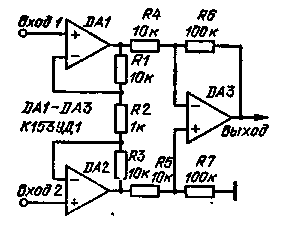 Вход 1
DA1
R4
10к
R6
100к
R1
10к
DA1-DA3
К153УД1
R2
1к
DA3
Выход
DA2
R3
10к
R5
10к
R7
100к
Вход 2